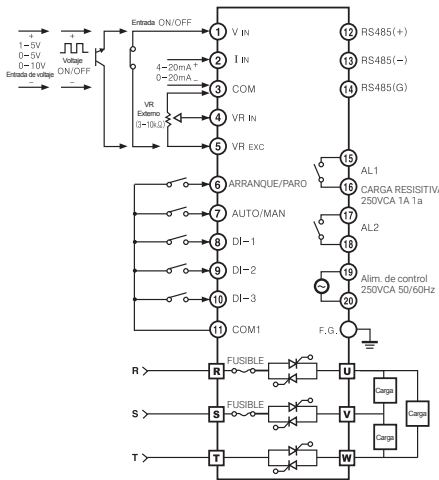 Entrada ON/OFF
+
1-5V
0-5V
0-10V
Entrada de voltaje
−
+
Voltaje
ON/OFF
−
4-20mA +
0-20mA −
VR
Externo
(3-10kΩ)
1 V IN
2 I IN
3 COM
4 VR IN
5 VR EXC
6 ARRANQUE/PARO
7 AUTO/MAN
8 DI-1
9 DI-2
10 DI-3
11 COM1
12 RS485(+)
13 RS485(−)
14 RS485(G)
15
AL1
16 CARGA RESISITIVA
250VCA 1A 1a
17
AL2
18
19
Alim. de control
250VCA 50/60Hz
20
F.G.
R R FUSIBLE U
Carga
S S FUSIBLE V
Carga
Carga
T T W